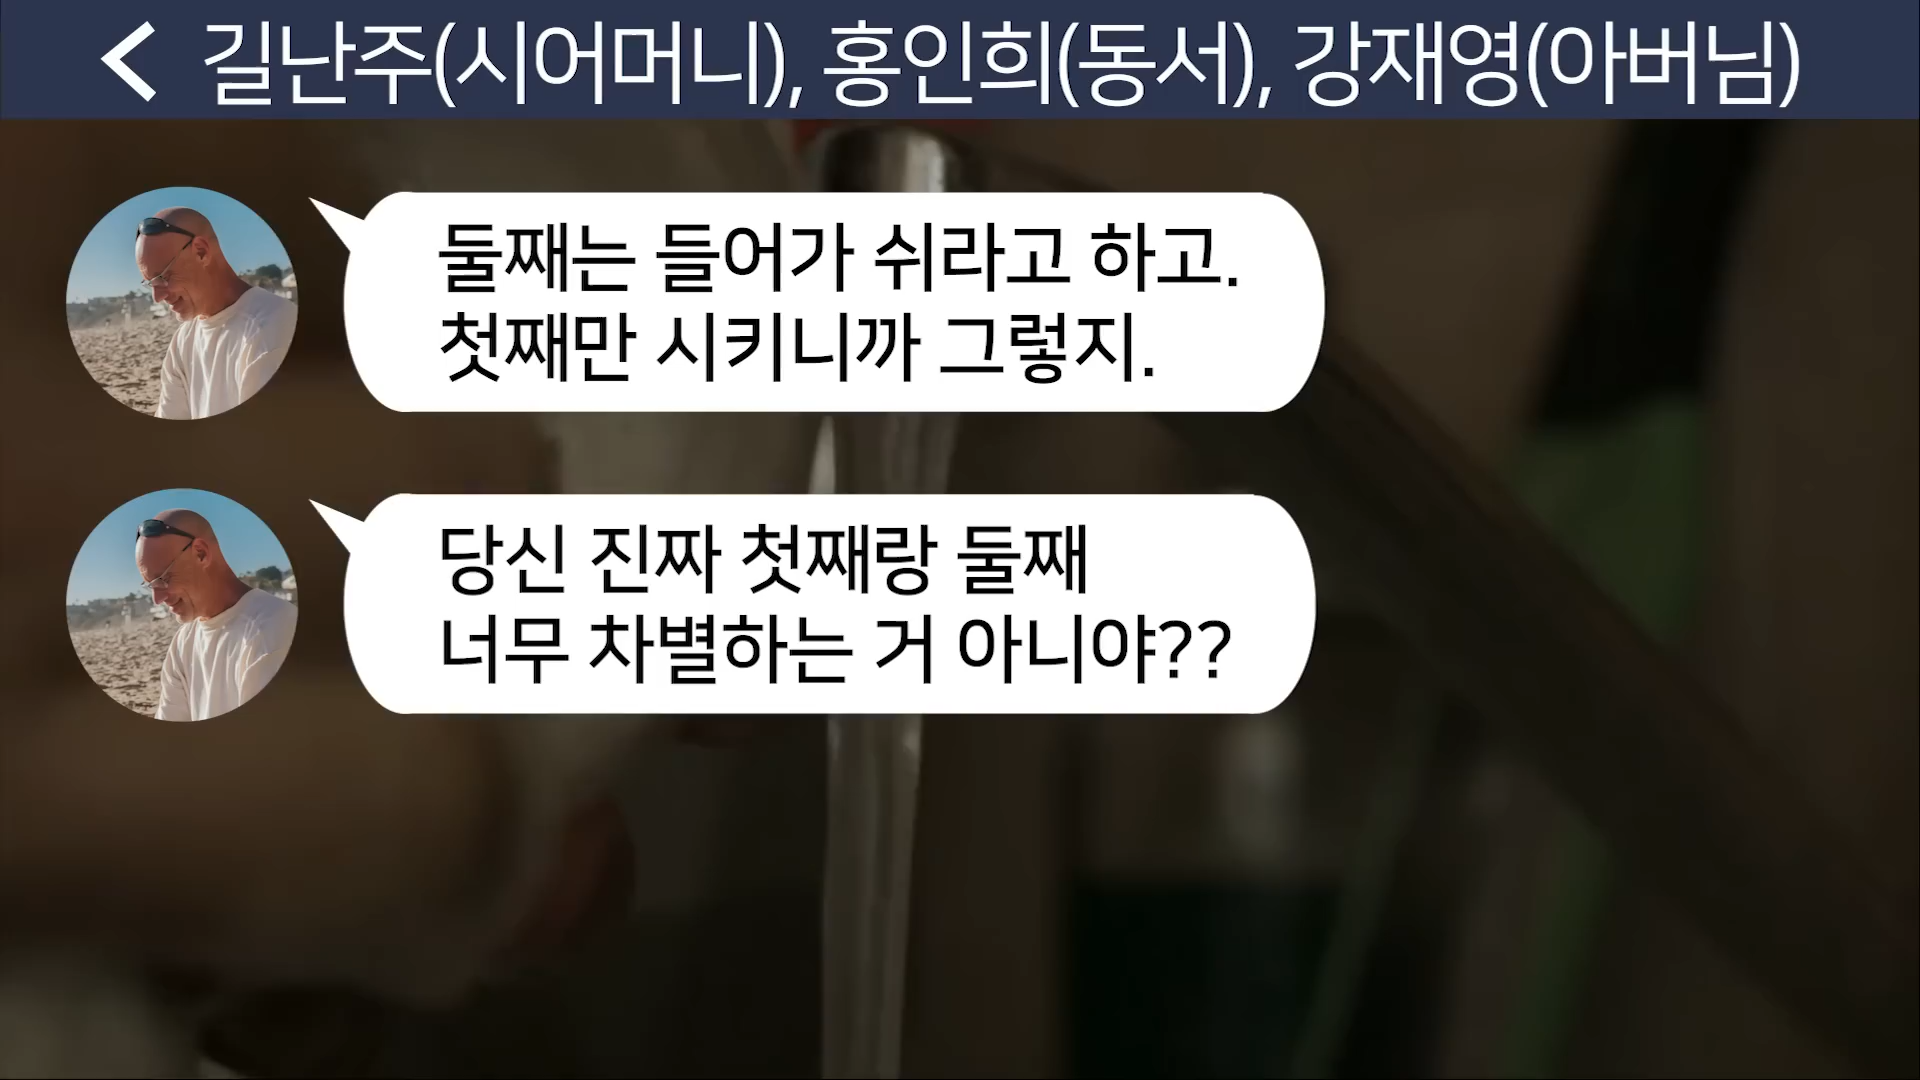 길난주(시어머니), 홍인희(동서), 강재영(아버님)
둘째는 들어가 쉬라고 하고.
첫째만 시키니까 그렇지.
당신 진짜 첫째랑 둘째
너무 차별하는 거 아니야??